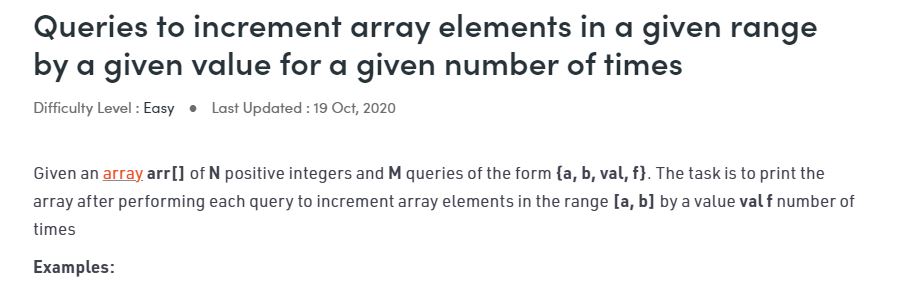 Queries to increment array elements in a given range
by a given value for a given number of times
Difficulty Level : Easy ● Last Updated : 19 Oct, 2020
Given an array arr[] of N positive integers and M queries of the form {a, b, val, f}. The task is to print the
array after performing each query to increment array elements in the range [a, b] by a value val f number of
times
Examples: